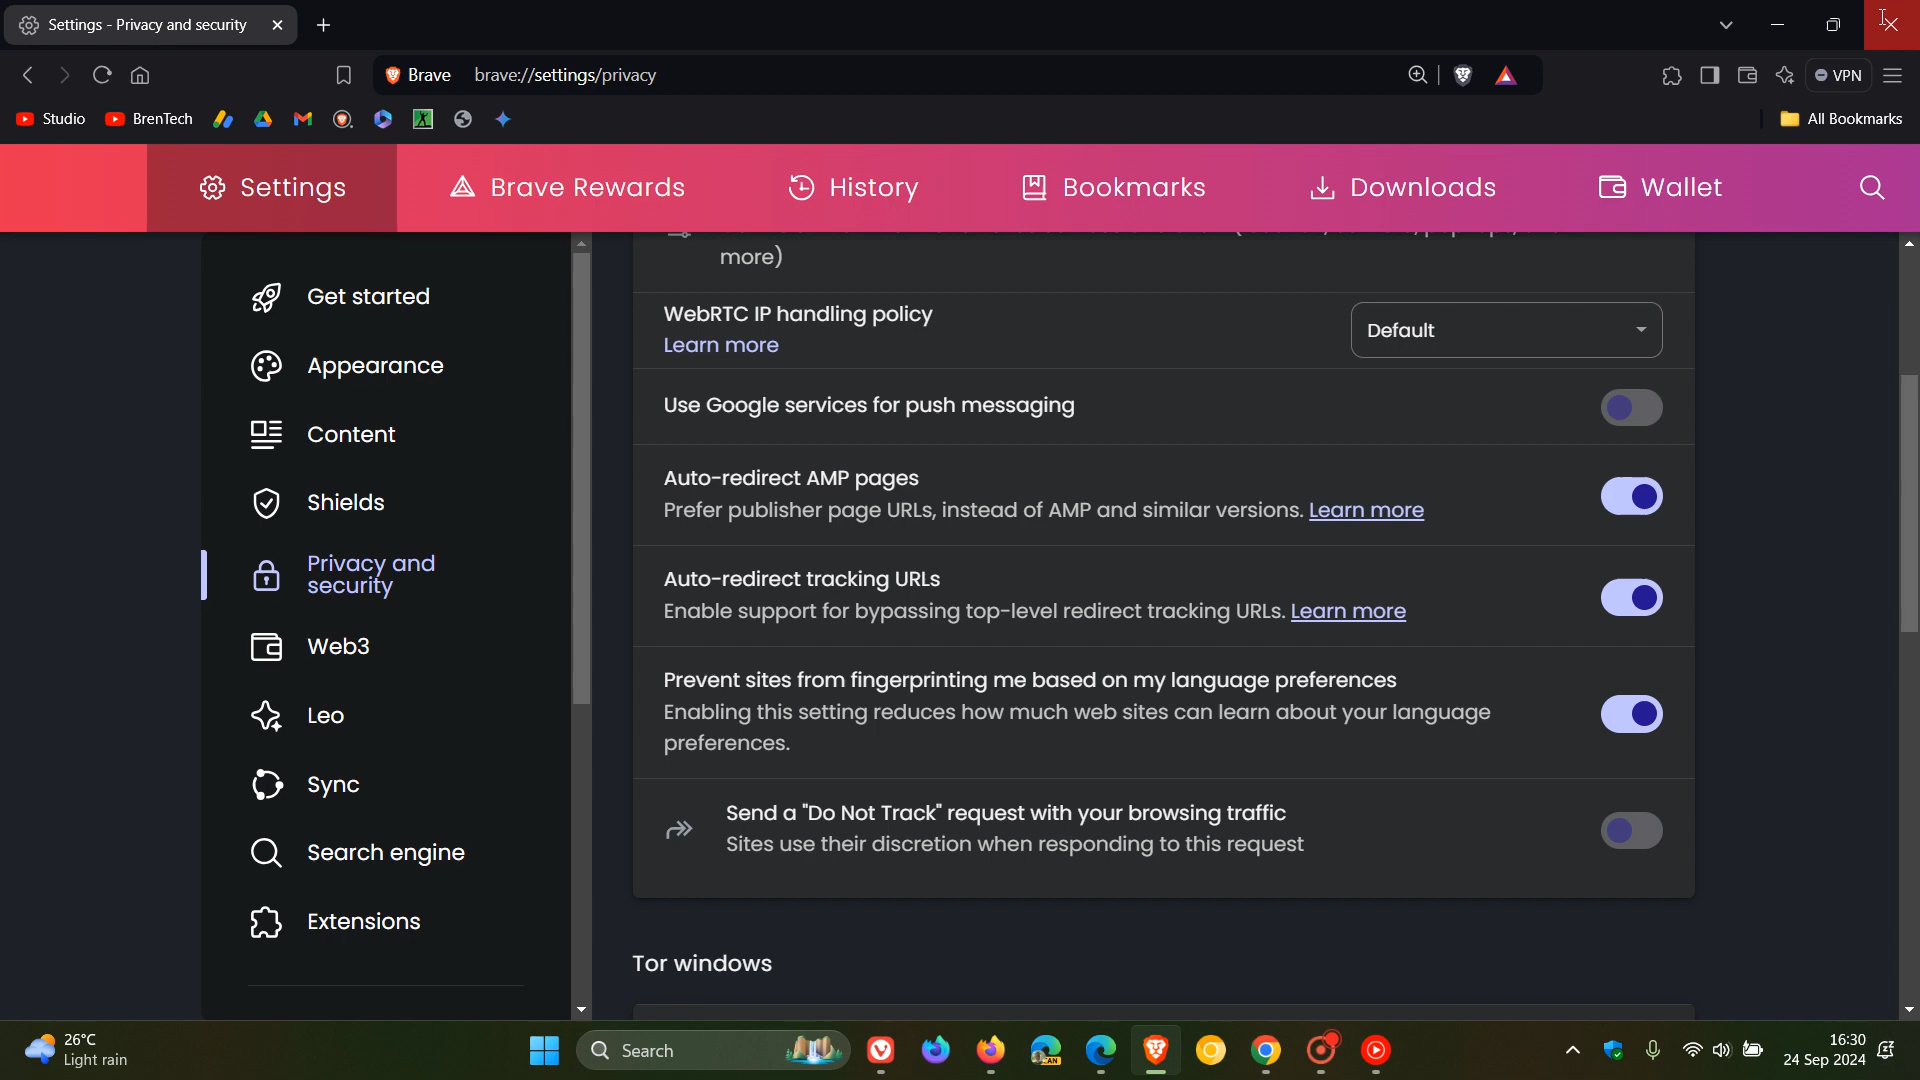 Settings - Privacy and security
Brave brave://settings/privacy
VPN
Studio BrenTech All Bookmarks
Settings Brave Rewards History Bookmarks Downloads Wallet
more)
Get started
Appearance
Content
Shields
Privacy and
security
Web3
Leo
Sync
Search engine
Extensions
WebRTC IP handling policy
Learn more
Default
Use Google services for push messaging
Auto-redirect AMP pages
Prefer publisher page URLs, instead of AMP and similar versions. Learn more
Auto-redirect tracking URLs
Enable support for bypassing top-level redirect tracking URLs. Learn more
Prevent sites from fingerprinting me based on my language preferences
Enabling this setting reduces how much web sites can learn about your language
preferences.
Send a "Do Not Track" request with your browsing traffic
Sites use their discretion when responding to this request
Tor windows
26°C
Light rain
Search
CAN
16:30
24 Sep 2024